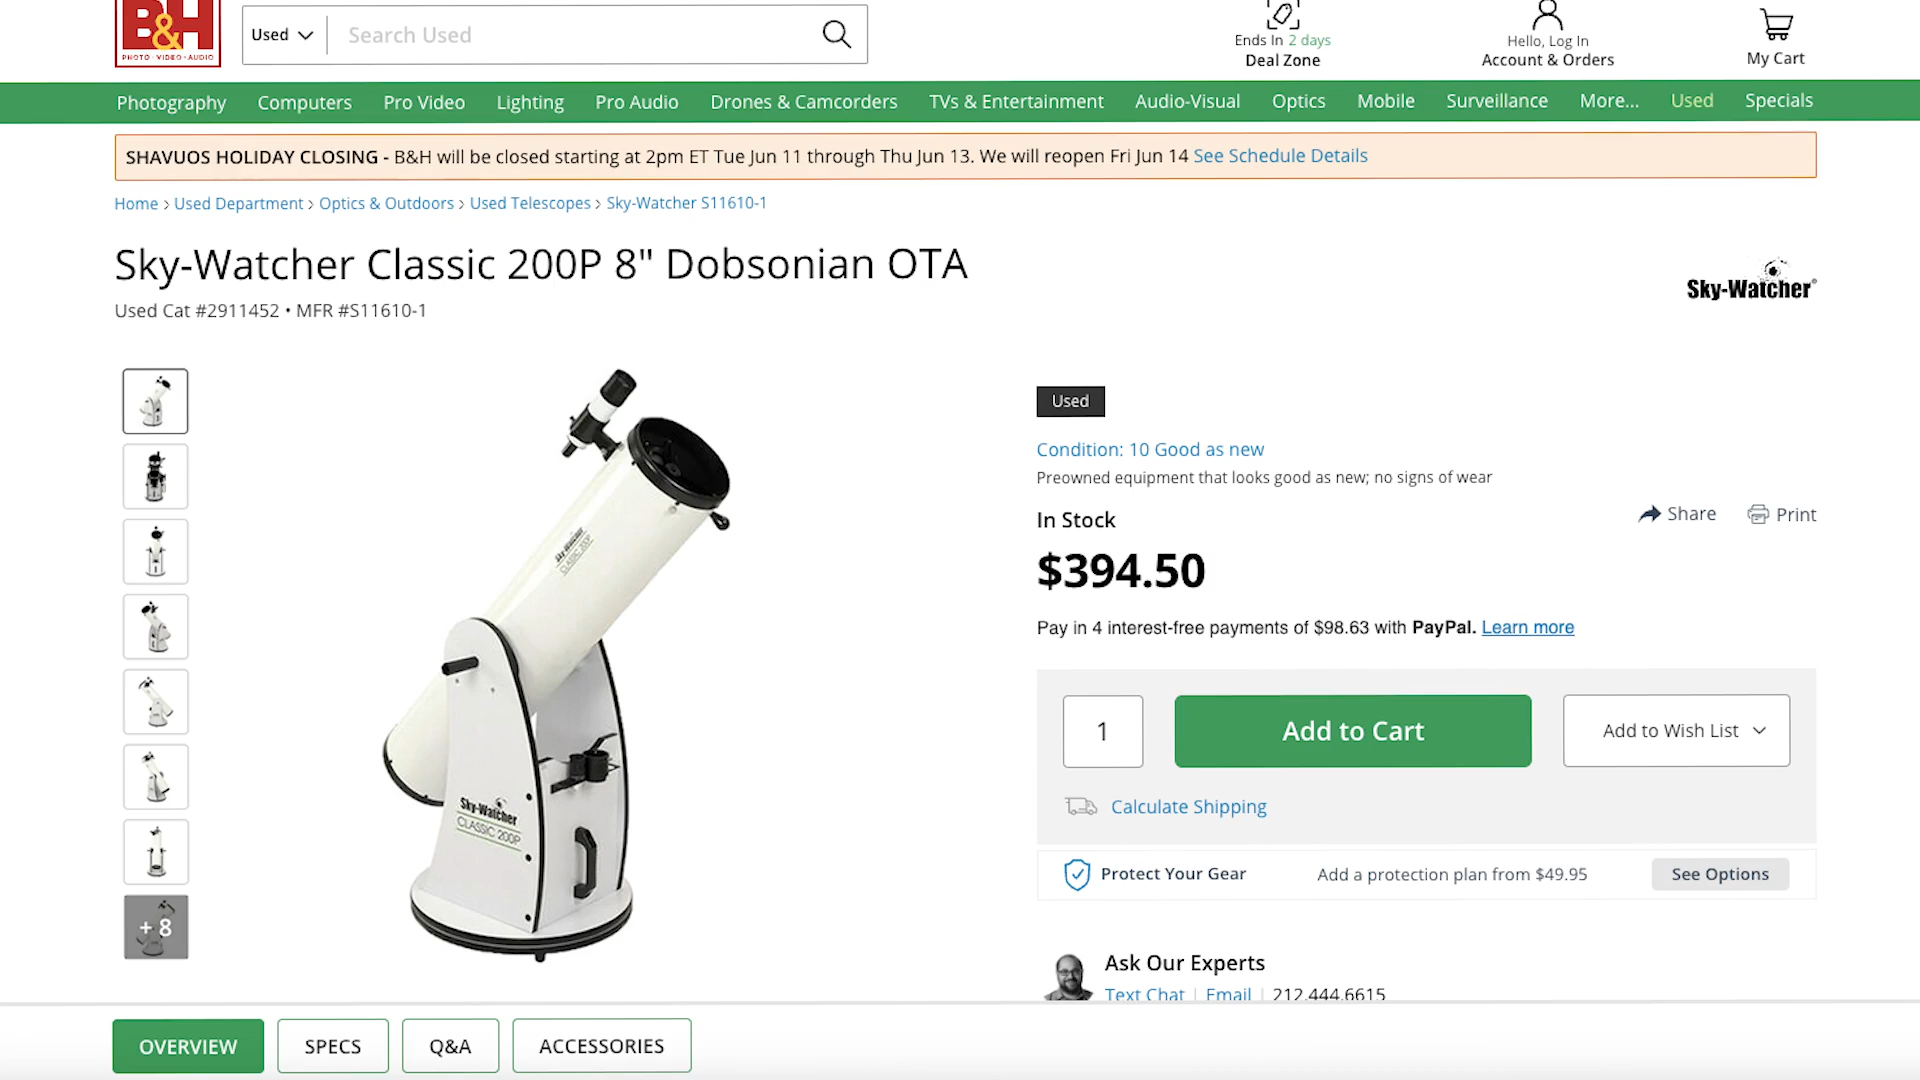 B&H
PHOTO · VIDEO · AUDIO
Used
Search Used
Ends In 2 days
Deal Zone
Hello, Log In
Account & Orders
My Cart
Photography Computers Pro Video Lighting Pro Audio Drones & Camcorders TVs & Entertainment Audio-Visual Optics Mobile Surveillance More... Used Specials
SHAVUOS HOLIDAY CLOSING - B&H will be closed starting at 2pm ET Tue Jun 11 through Thu Jun 13. We will reopen Fri Jun 14 See Schedule Details
Home › Used Department › Optics & Outdoors › Used Telescopes › Sky-Watcher S11610-1
Sky-Watcher Classic 200P 8" Dobsonian OTA
Sky-Watcher®
Used Cat #2911452 • MFR #S11610-1
Used
Condition: 10 Good as new
Preowned equipment that looks good as new; no signs of wear
In Stock
Share
Print
$394.50
Pay in 4 interest-free payments of $98.63 with PayPal. Learn more
1
Add to Cart
Add to Wish List
Calculate Shipping
Protect Your Gear
Add a protection plan from $49.95
See Options
Ask Our Experts
Text Chat | Email | 212.444.6615
Sky-Watcher
CLASSIC 200P
Sky-Watcher
CLASSIC 200P
+ 8
OVERVIEW
SPECS
Q&A
ACCESSORIES